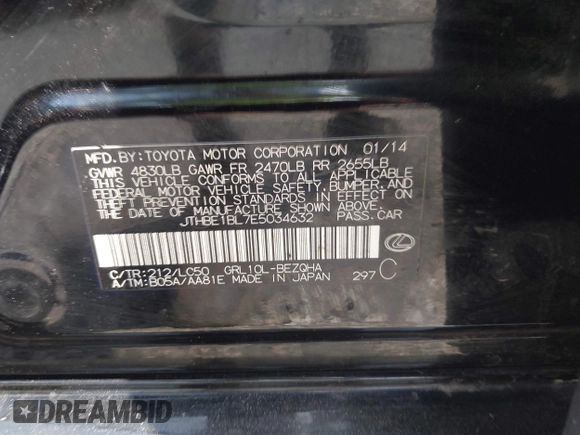 MFD. BY: TOYOTA MOTOR CORPORATION 01/14
GVWR 4830LB GAWR FR 2470LB RR 2655LB
THIS VEHICLE CONFORMS TO ALL APPLICABLE
FEDERAL MOTOR VEHICLE SAFETY, BUMPER, AND
THEFT PREVENTION STANDARDS IN EFFECT ON
THE DATE OF MANUFACTURE SHOWN ABOVE.
JTHBE1BL7E5034632 PASS. CAR
C/TR: 212/LC50 GRL10L-BEZQHA
A/TM: B05A/AA81E MADE IN JAPAN 297 C
DREAMBID